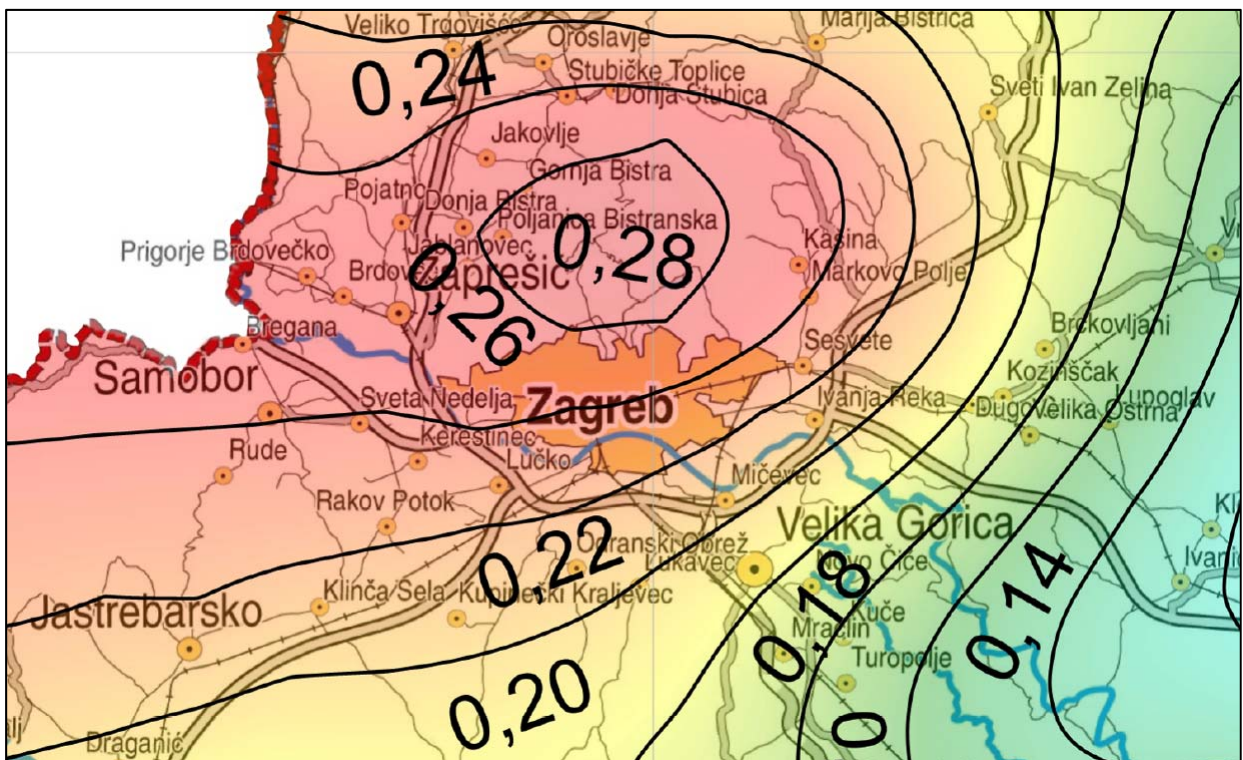 Veliko Trgovišće
Marija Bistrica
Oroslavje
0,24
Stubičke Toplice
Donja Stubica
Sveti Ivan Zelina
Jakovlje
Gornja Bistra
Pojatno
Donja Bistra
Poljanica Bistranska
Prigorje Brdovečko
Jablanovec
Kašina
0,28
Zaprešić
Markovo Polje
0,26
Bregana
Brckovljani
Sesvete
Samobor
Kozinščak
Sveta Nedelja
Zagreb
Ivanja Reka
Lupoglav
Velika Ostrna
Kerestinec
Rude
Lučko
Mičevec
Rakov Potok
Velika Gorica
Odranski Obrež
Lukavec
Novo Čiče
0,22
0,18
0,14
Klinča Sela
Kupinečki Kraljevec
Jastrebarsko
Kuče
Mraclin
Turopolje
0,20
0
Draganić